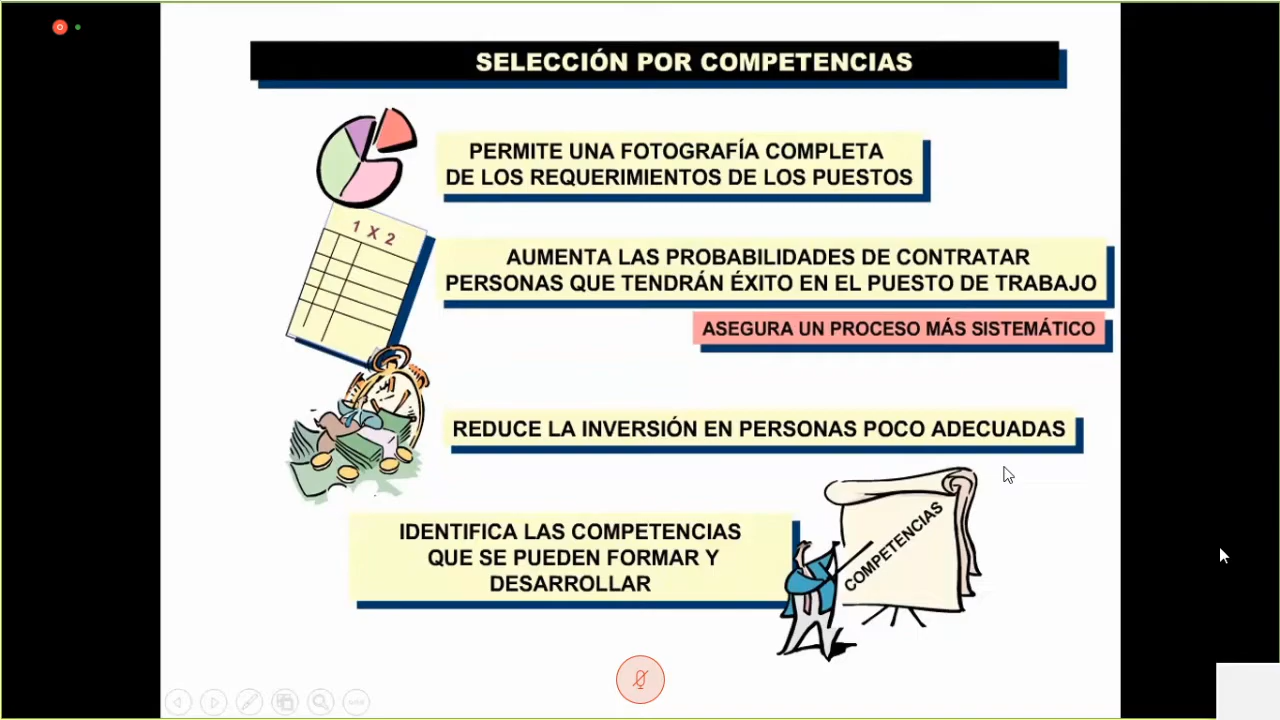 SELECCIÓN POR COMPETENCIAS
PERMITE UNA FOTOGRAFÍA COMPLETA
DE LOS REQUERIMIENTOS DE LOS PUESTOS
1 X 2
AUMENTA LAS PROBABILIDADES DE CONTRATAR
PERSONAS QUE TENDRÁN ÉXITO EN EL PUESTO DE TRABAJO
ASEGURA UN PROCESO MÁS SISTEMÁTICO
REDUCE LA INVERSIÓN EN PERSONAS POCO ADECUADAS
IDENTIFICA LAS COMPETENCIAS
QUE SE PUEDEN FORMAR Y
DESARROLLAR
COMPETENCIAS